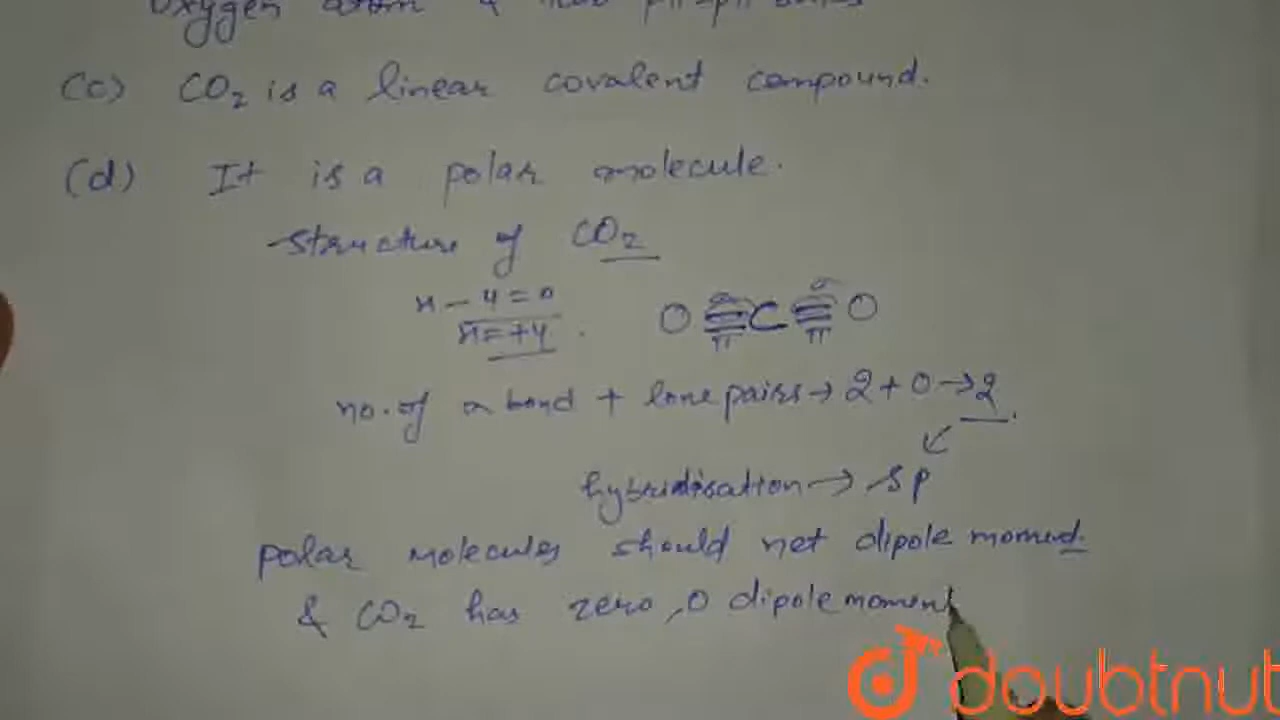 Oxygen atom &
(c) CO₂ is a linear covalent compound.
(d) It is a polar molecule.
structure of CO₂
x - 4 = 0
x = +4
O σ C σ O
π π
no. of σ bond + lone pairs → 2 + 0 → 2
hybridisation → sp
polar molecules should net dipole moment.
& CO₂ has zero, 0 dipole moment
doubtnut